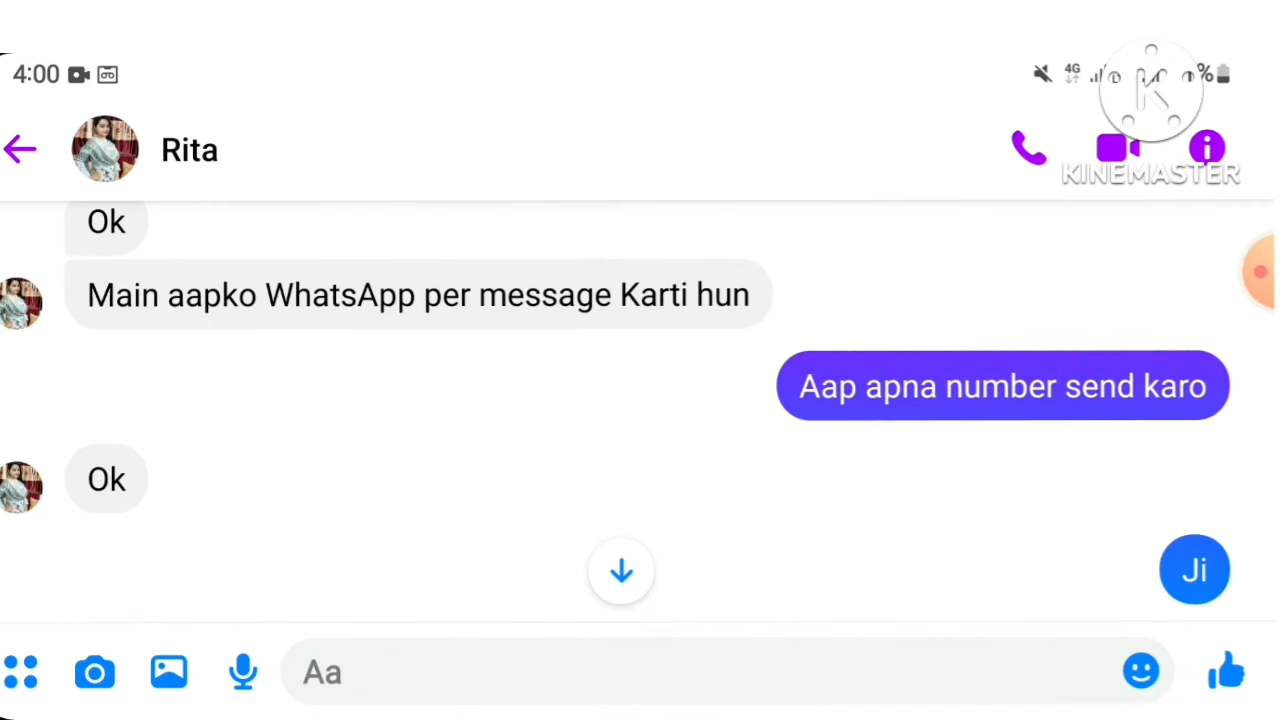 4:00
4G
%
KINEMASTER
Rita
Ok
Main aapko WhatsApp per message Karti hun
Aap apna number send karo
Ok
Ji
Aa